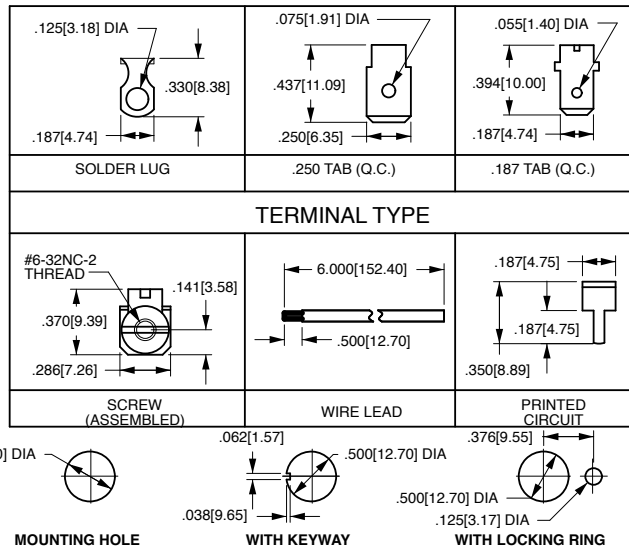 .125[3.18] DIA
.330[8.38]
.187[4.74]
SOLDER LUG
.075[1.91] DIA
.437[11.09]
.250[6.35]
.250 TAB (Q.C.)
.055[1.40] DIA
.394[10.00]
.187[4.74]
.187 TAB (Q.C.)
TERMINAL TYPE
#6-32NC-2
THREAD
.141[3.58]
.370[9.39]
.286[7.26]
SCREW
(ASSEMBLED)
6.000[152.40]
.500[12.70]
WIRE LEAD
.187[4.75]
.187[4.75]
.350[8.89]
PRINTED
CIRCUIT
] DIA
MOUNTING HOLE
.062[1.57]
.500[12.70] DIA
.038[9.65]
WITH KEYWAY
.376[9.55]
.500[12.70] DIA
.125[3.17] DIA
WITH LOCKING RING